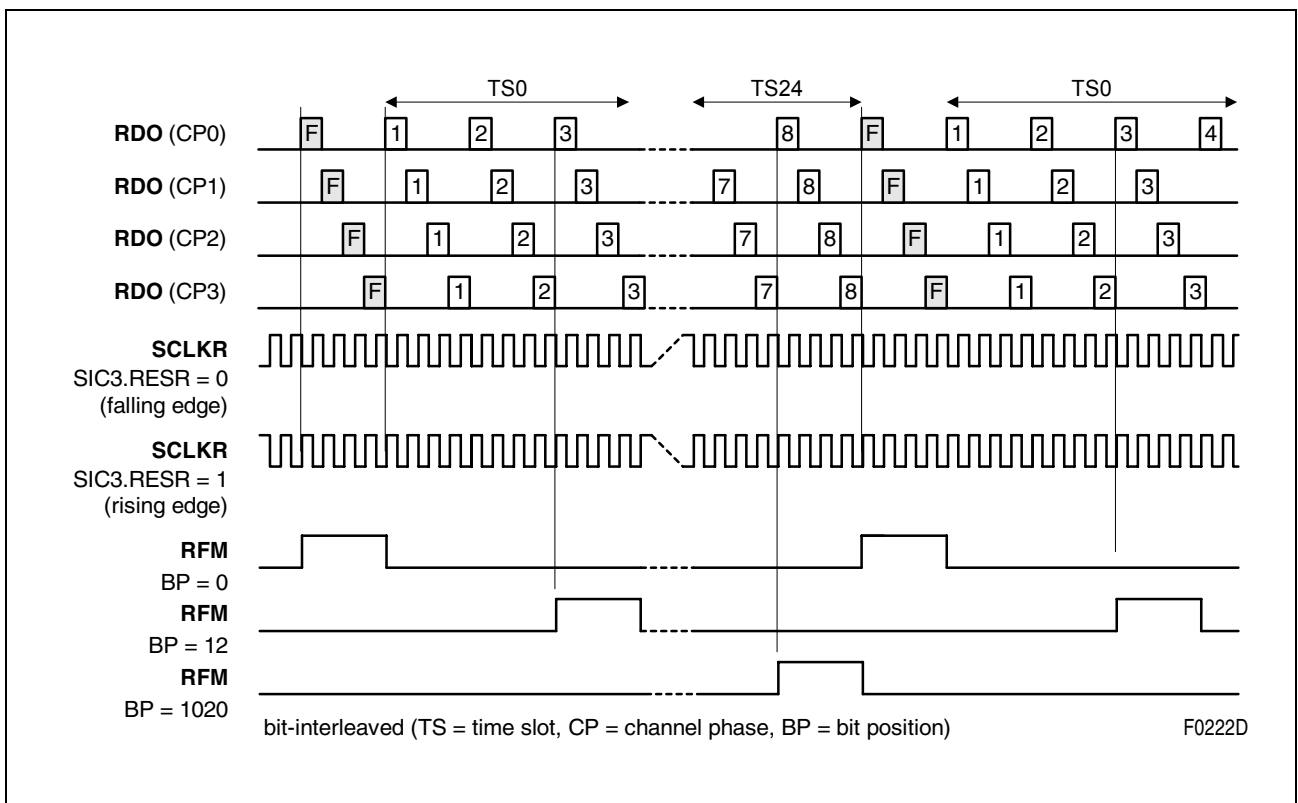 TS0 TS24 TS0
RDO (CP0) F 1 2 3 8 F 1 2 3 4
RDO (CP1) F 1 2 3 7 8 F 1 2 3
RDO (CP2) F 1 2 3 7 8 F 1 2 3
RDO (CP3) F 1 2 3 7 8 F 1 2 3
SCLKR
SIC3.RESR = 0
(falling edge)
SCLKR
SIC3.RESR = 1
(rising edge)
RFM
BP = 0
RFM
BP = 12
RFM
BP = 1020
bit-interleaved (TS = time slot, CP = channel phase, BP = bit position) F0222D